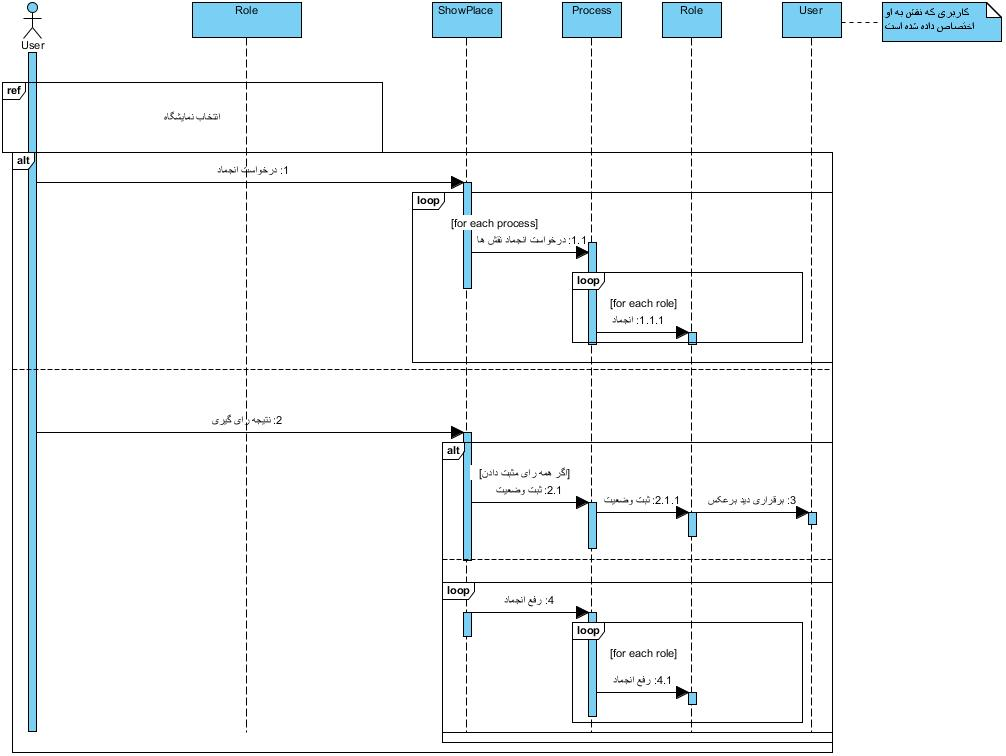 Role
ShowPlace
Process
Role
User
کاربری که نقش به او
اختصاص داده شده است
User
ref
انتخاب نمایشگاه
alt
1: درخواست انجماد
loop
[for each process]
1.1: درخواست انجماد نقش ها
loop
[for each role]
1.1.1: انجماد
2: نتیجه رای گیری
alt
[اگر همه رای مثبت دادن]
2.1: ثبت وضعیت
2.1.1: ثبت وضعیت
3: برقراری دید برعکس
loop
4: رفع انجماد
loop
[for each role]
4.1: رفع انجماد